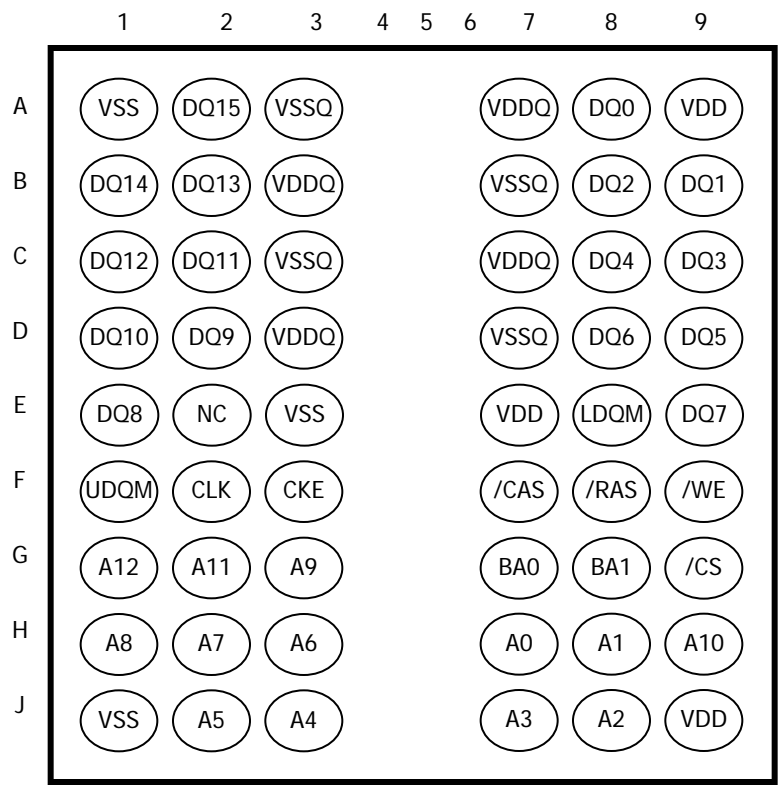 1 2 3 4 5 6 7 8 9
A VSS DQ15 VSSQ VDDQ DQ0 VDD
B DQ14 DQ13 VDDQ VSSQ DQ2 DQ1
C DQ12 DQ11 VSSQ VDDQ DQ4 DQ3
D DQ10 DQ9 VDDQ VSSQ DQ6 DQ5
E DQ8 NC VSS VDD LDQM DQ7
F UDQM CLK CKE /CAS /RAS /WE
G A12 A11 A9 BA0 BA1 /CS
H A8 A7 A6 A0 A1 A10
J VSS A5 A4 A3 A2 VDD